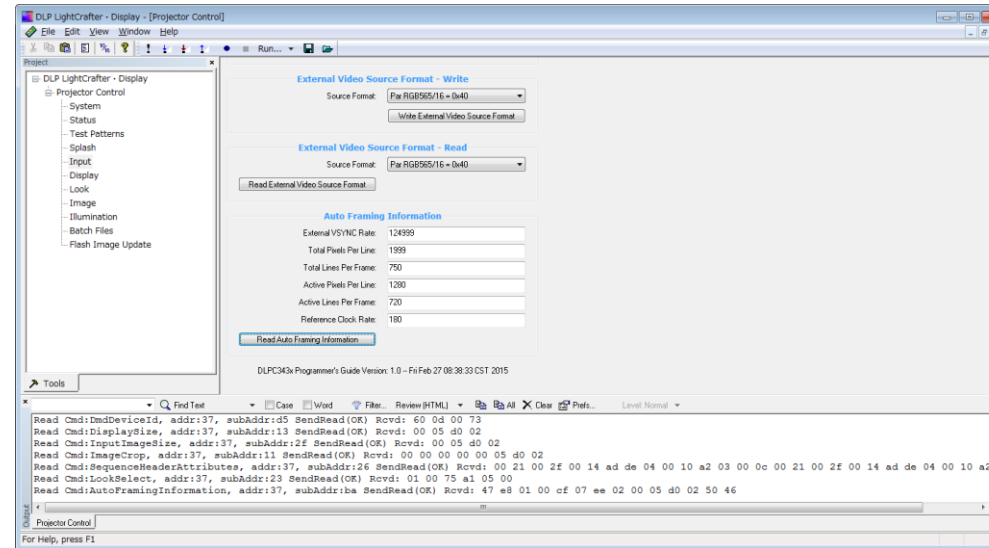 DLP LightCrafter - Display - [Projector Control]
File Edit View Window Help
Run...
Project
DLP LightCrafter - Display
Projector Control
System
Status
Test Patterns
Splash
Input
Display
Look
Image
Illumination
Batch Files
Flash Image Update
Tools
External Video Source Format - Write
Source Format: Par RGB565/16 = 0x40
Write External Video Source Format
External Video Source Format - Read
Source Format: Par RGB565/16 = 0x40
Read External Video Source Format
Auto Framing Information
External VSYNC Rate: 124999
Total Pixels Per Line: 1999
Total Lines Per Frame: 750
Active Pixels Per Line: 1280
Active Lines Per Frame: 720
Reference Clock Rate: 180
Read Auto Framing Information
DLPC343x Programmer's Guide Version: 1.0 -- Fri Feb 27 08:38:33 CST 2015
Find Text Case Word Filter... Review (HTML) All Clear Prefs... Level: Normal
Read Cmd:DmdDeviceId, addr:37, subAddr:d5 SendRead(OK) Rcvd: 60 0d 00 73
Read Cmd:DisplaySize, addr:37, subAddr:13 SendRead(OK) Rcvd: 00 05 d0 02
Read Cmd:InputImageSize, addr:37, subAddr:2f SendRead(OK) Rcvd: 00 05 d0 02
Read Cmd:ImageCrop, addr:37, subAddr:11 SendRead(OK) Rcvd: 00 00 00 00 00 05 d0 02
Read Cmd:SequenceHeaderAttributes, addr:37, subAddr:26 SendRead(OK) Rcvd: 00 21 00 2f 00 14 ad de 04 00 10 a2 03 00 0c 00 21 00 2f 00 14 ad de 04 00 10 a2
Read Cmd:LookSelect, addr:37, subAddr:23 SendRead(OK) Rcvd: 01 00 75 a1 05 00
Read Cmd:AutoFramingInformation, addr:37, subAddr:ba SendRead(OK) Rcvd: 47 e8 01 00 cf 07 ee 02 00 05 d0 02 50 46
Output
Projector Control
For Help, press F1